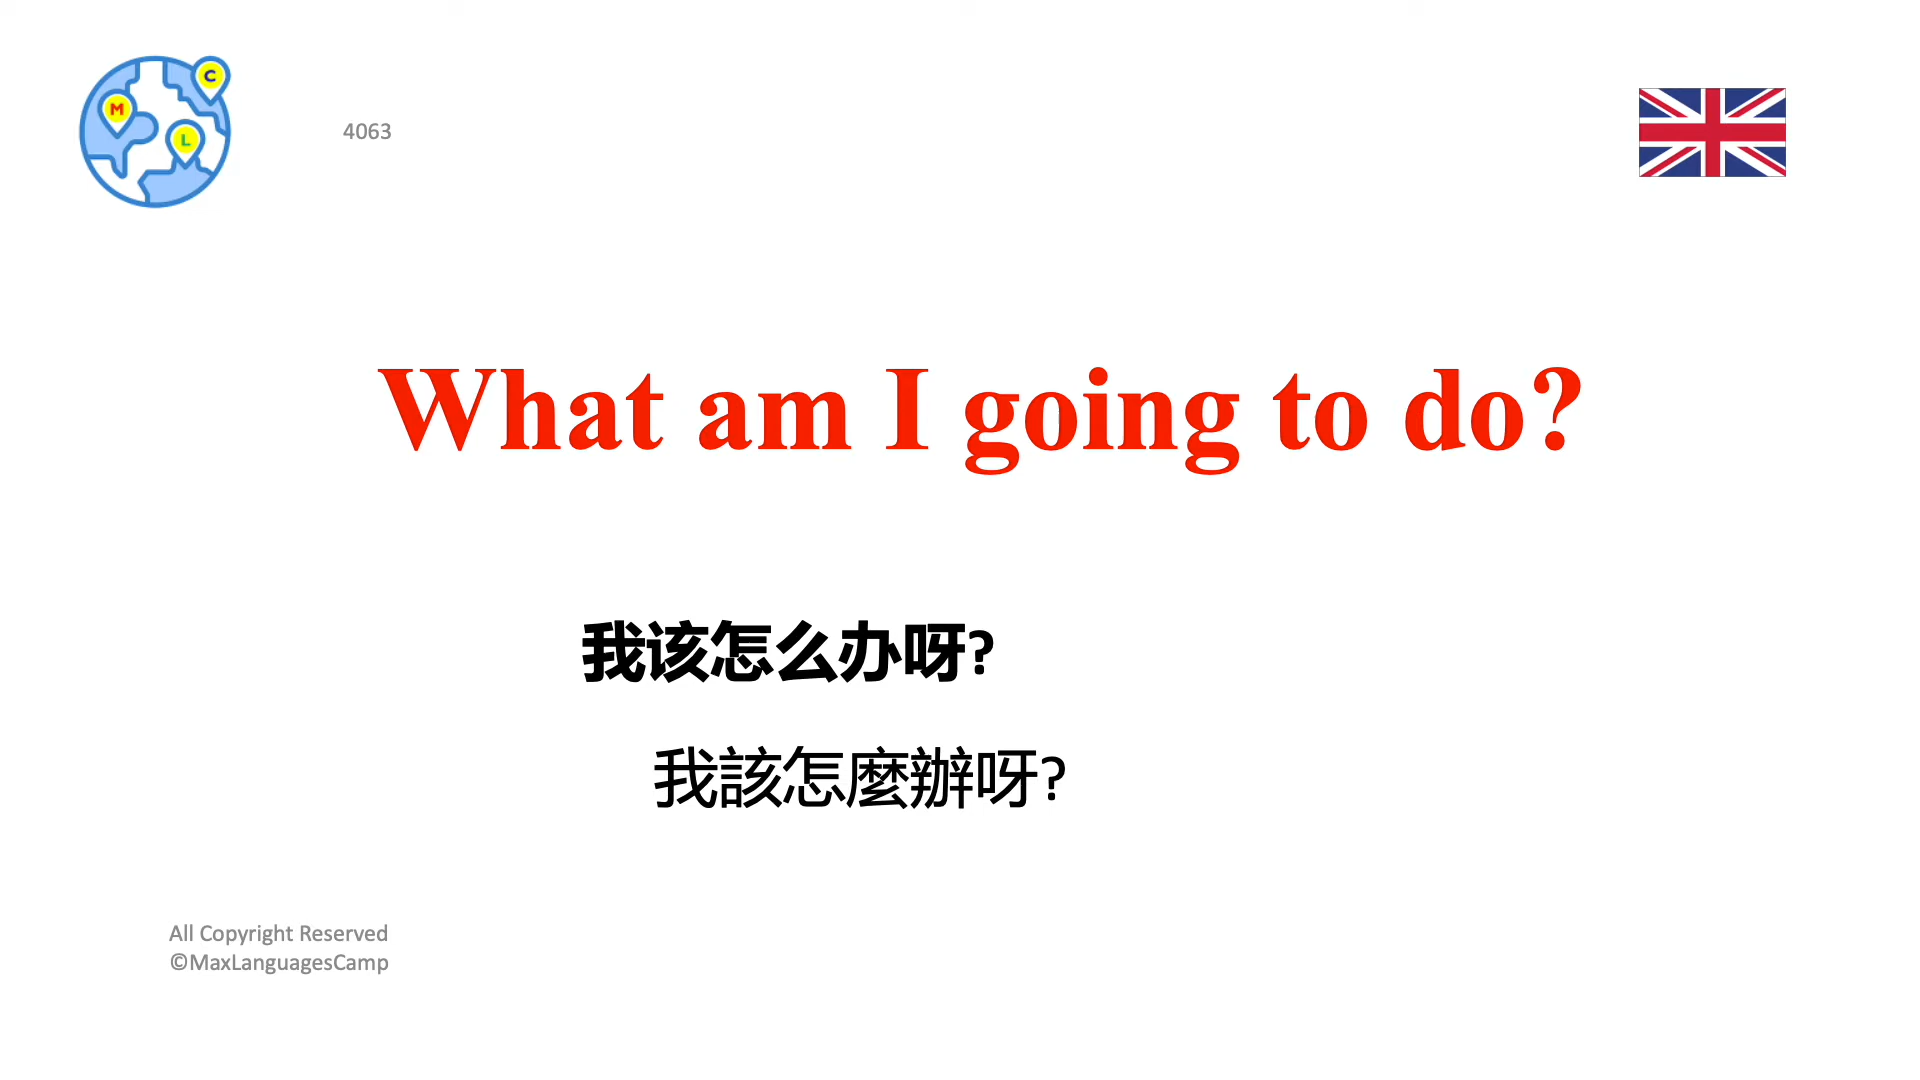 C
M
L
4063
What am I going to do?
我该怎么办呀?
我該怎麼辦呀?
All Copyright Reserved
©MaxLanguagesCamp